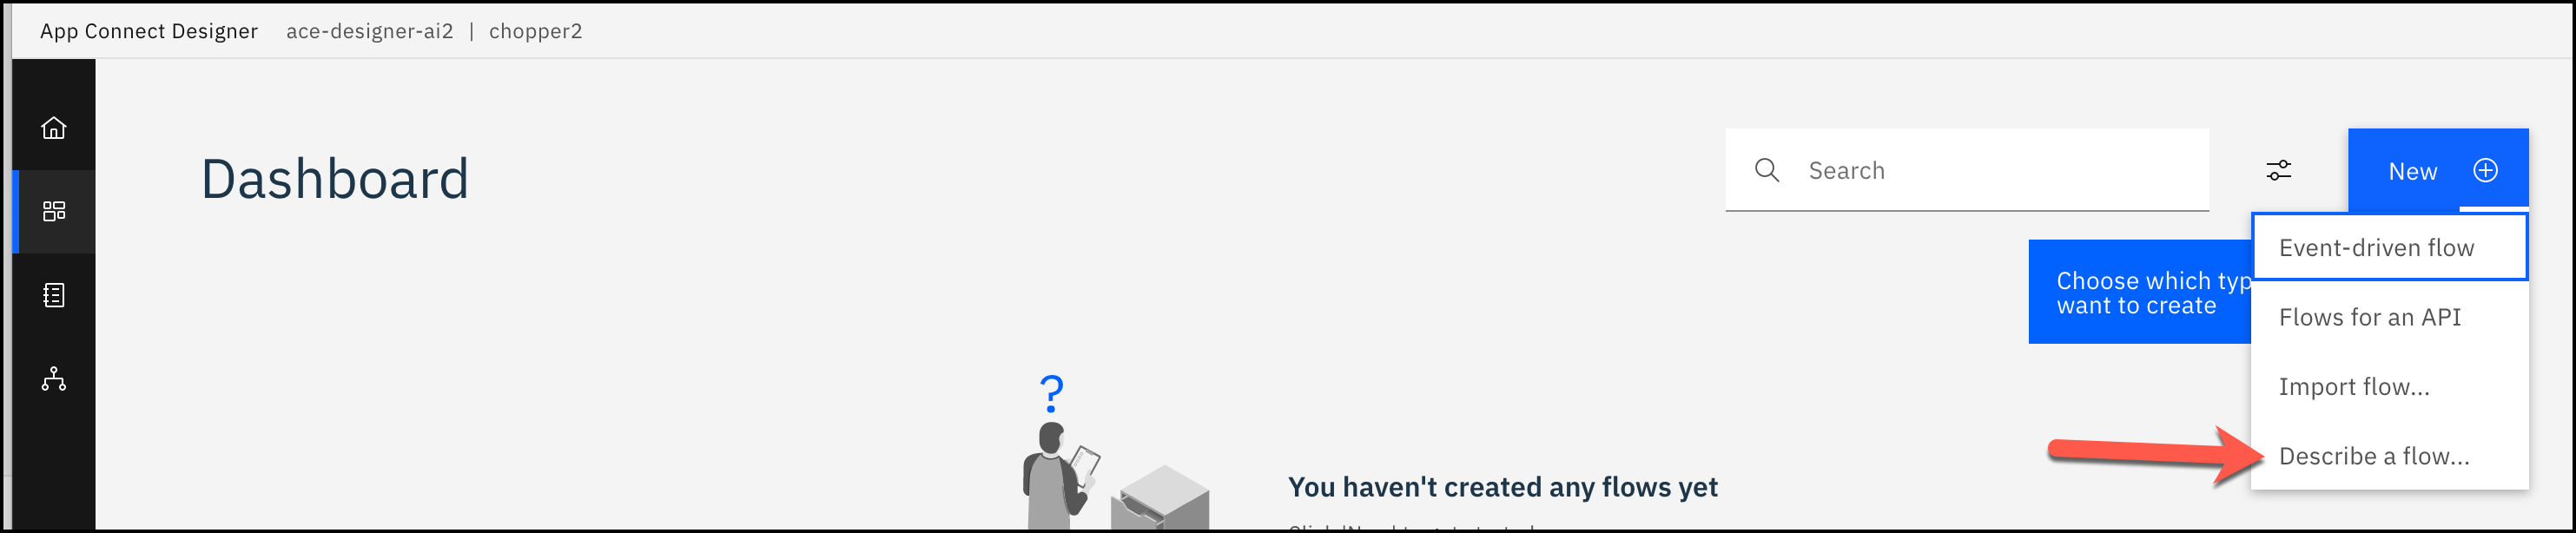 App Connect Designer ace-designer-ai2 | chopper2
Dashboard
Search
New
Event-driven flow
Choose which typ
want to create
Flows for an API
Import flow...
Describe a flow...
?
You haven't created any flows yet